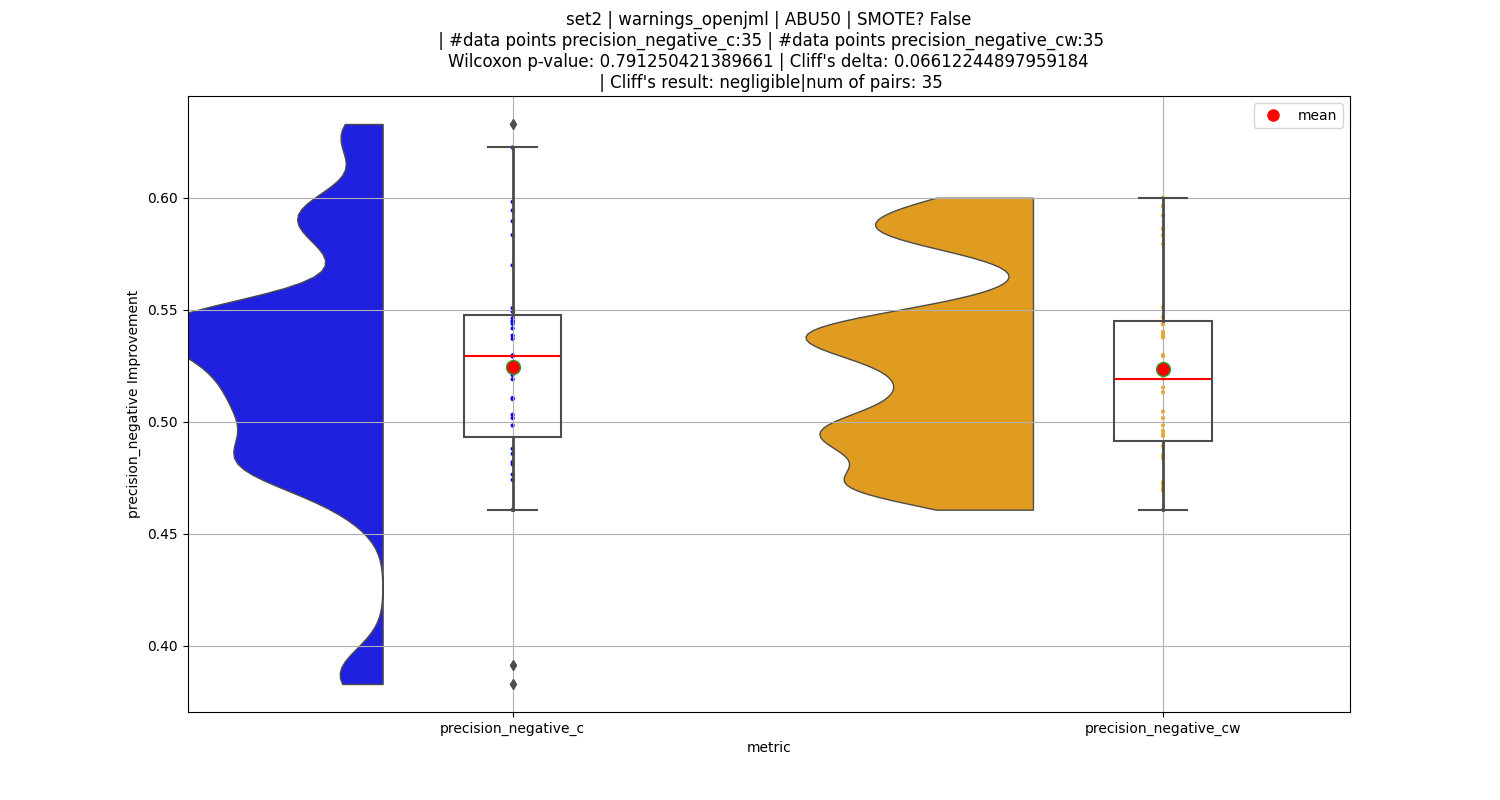 set2 | warnings_openjml | ABU50 | SMOTE? False
| #data points precision_negative_c:35 | #data points precision_negative_cw:35
Wilcoxon p-value: 0.791250421389661 | Cliff's delta: 0.06612244897959184
| Cliff's result: negligible|num of pairs: 35
mean
precision_negative Improvement
0.60
0.55
0.50
0.45
0.40
precision_negative_c
precision_negative_cw
metric